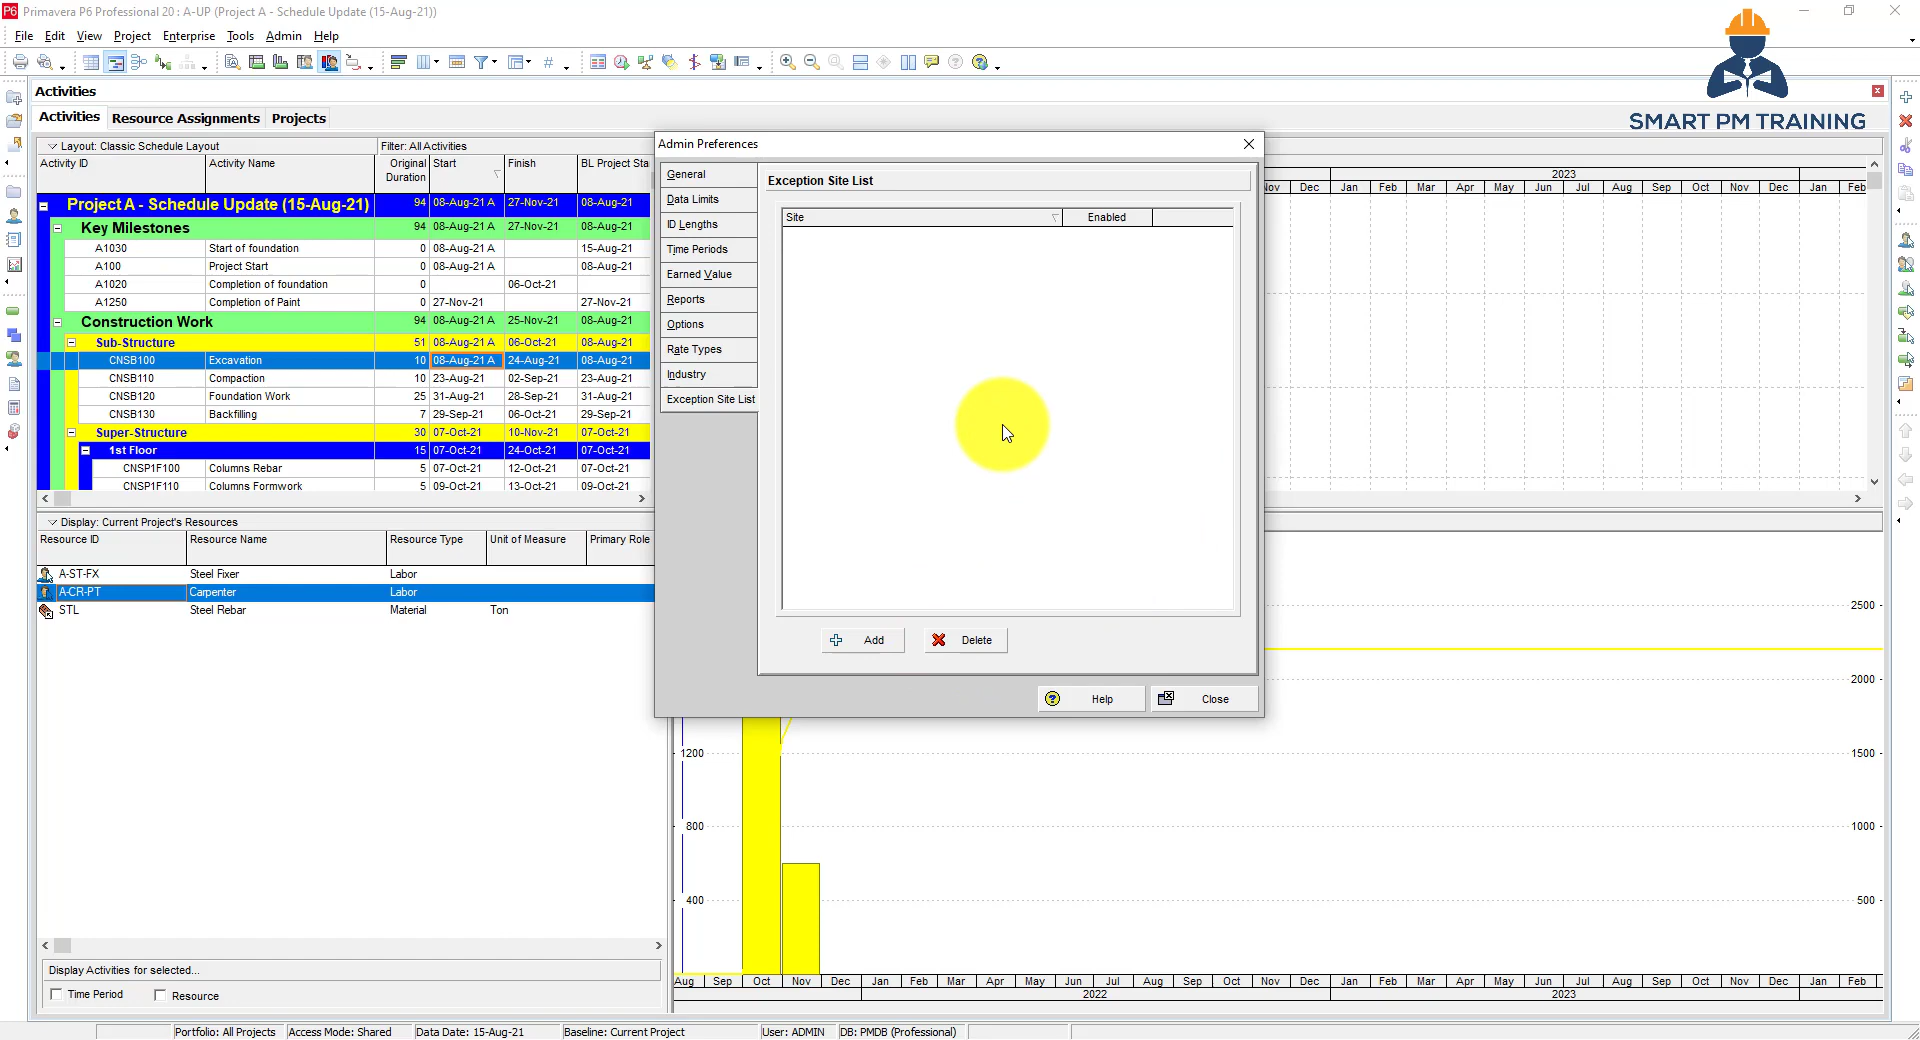 P6 Primavera P6 Professional 20 : A-UP (Project A - Schedule Update (15-Aug-21))
File Edit View Project Enterprise Tools Admin Help
SMART PM TRAINING
Activities
Activities Resource Assignments Projects
Layout: Classic Schedule Layout Filter: All Activities
Activity ID Activity Name Original Duration Start Finish BL Project Sta
Project A - Schedule Update (15-Aug-21) 94 08-Aug-21 A 27-Nov-21 08-Aug-21
Key Milestones 94 08-Aug-21 A 27-Nov-21 08-Aug-21
A1030 Start of foundation 0 08-Aug-21 A 15-Aug-21
A100 Project Start 0 08-Aug-21 A 08-Aug-21
A1020 Completion of foundation 0 06-Oct-21
A1250 Completion of Paint 0 27-Nov-21 27-Nov-21
Construction Work 94 08-Aug-21 A 25-Nov-21 08-Aug-21
Sub-Structure 51 08-Aug-21 A 06-Oct-21 08-Aug-21
CNSB100 Excavation 10 08-Aug-21 A 24-Aug-21 08-Aug-21
CNSB110 Compaction 10 23-Aug-21 02-Sep-21 23-Aug-21
CNSB120 Foundation Work 25 31-Aug-21 28-Sep-21 31-Aug-21
CNSB130 Backfilling 7 29-Sep-21 06-Oct-21 29-Sep-21
Super-Structure 30 07-Oct-21 10-Nov-21 07-Oct-21
1st Floor 15 07-Oct-21 24-Oct-21 07-Oct-21
CNSP1F100 Columns Rebar 5 07-Oct-21 12-Oct-21 07-Oct-21
CNSP1F110 Columns Formwork 5 09-Oct-21 13-Oct-21 09-Oct-21
2023
Nov Dec Jan Feb Mar Apr May Jun Jul Aug Sep Oct Nov Dec Jan Feb
Admin Preferences
General
Data Limits
ID Lengths
Time Periods
Earned Value
Reports
Options
Rate Types
Industry
Exception Site List
Exception Site List
Site Enabled
Add Delete
Help Close
Display: Current Project's Resources
Resource ID Resource Name Resource Type Unit of Measure Primary Role
A-ST-FX Steel Fixer Labor
A-CR-PT Carpenter Labor
STL Steel Rebar Material Ton
Display Activities for selected...
Time Period Resource
2500
2000
1200 1500
800 1000
400 500
Aug Sep Oct Nov Dec Jan Feb Mar Apr May Jun Jul Aug Sep Oct Nov Dec Jan Feb Mar Apr May Jun Jul Aug Sep Oct Nov Dec Jan Feb
2022 2023
Portfolio: All Projects Access Mode: Shared Data Date: 15-Aug-21 Baseline: Current Project User: ADMIN DB: PMDB (Professional)